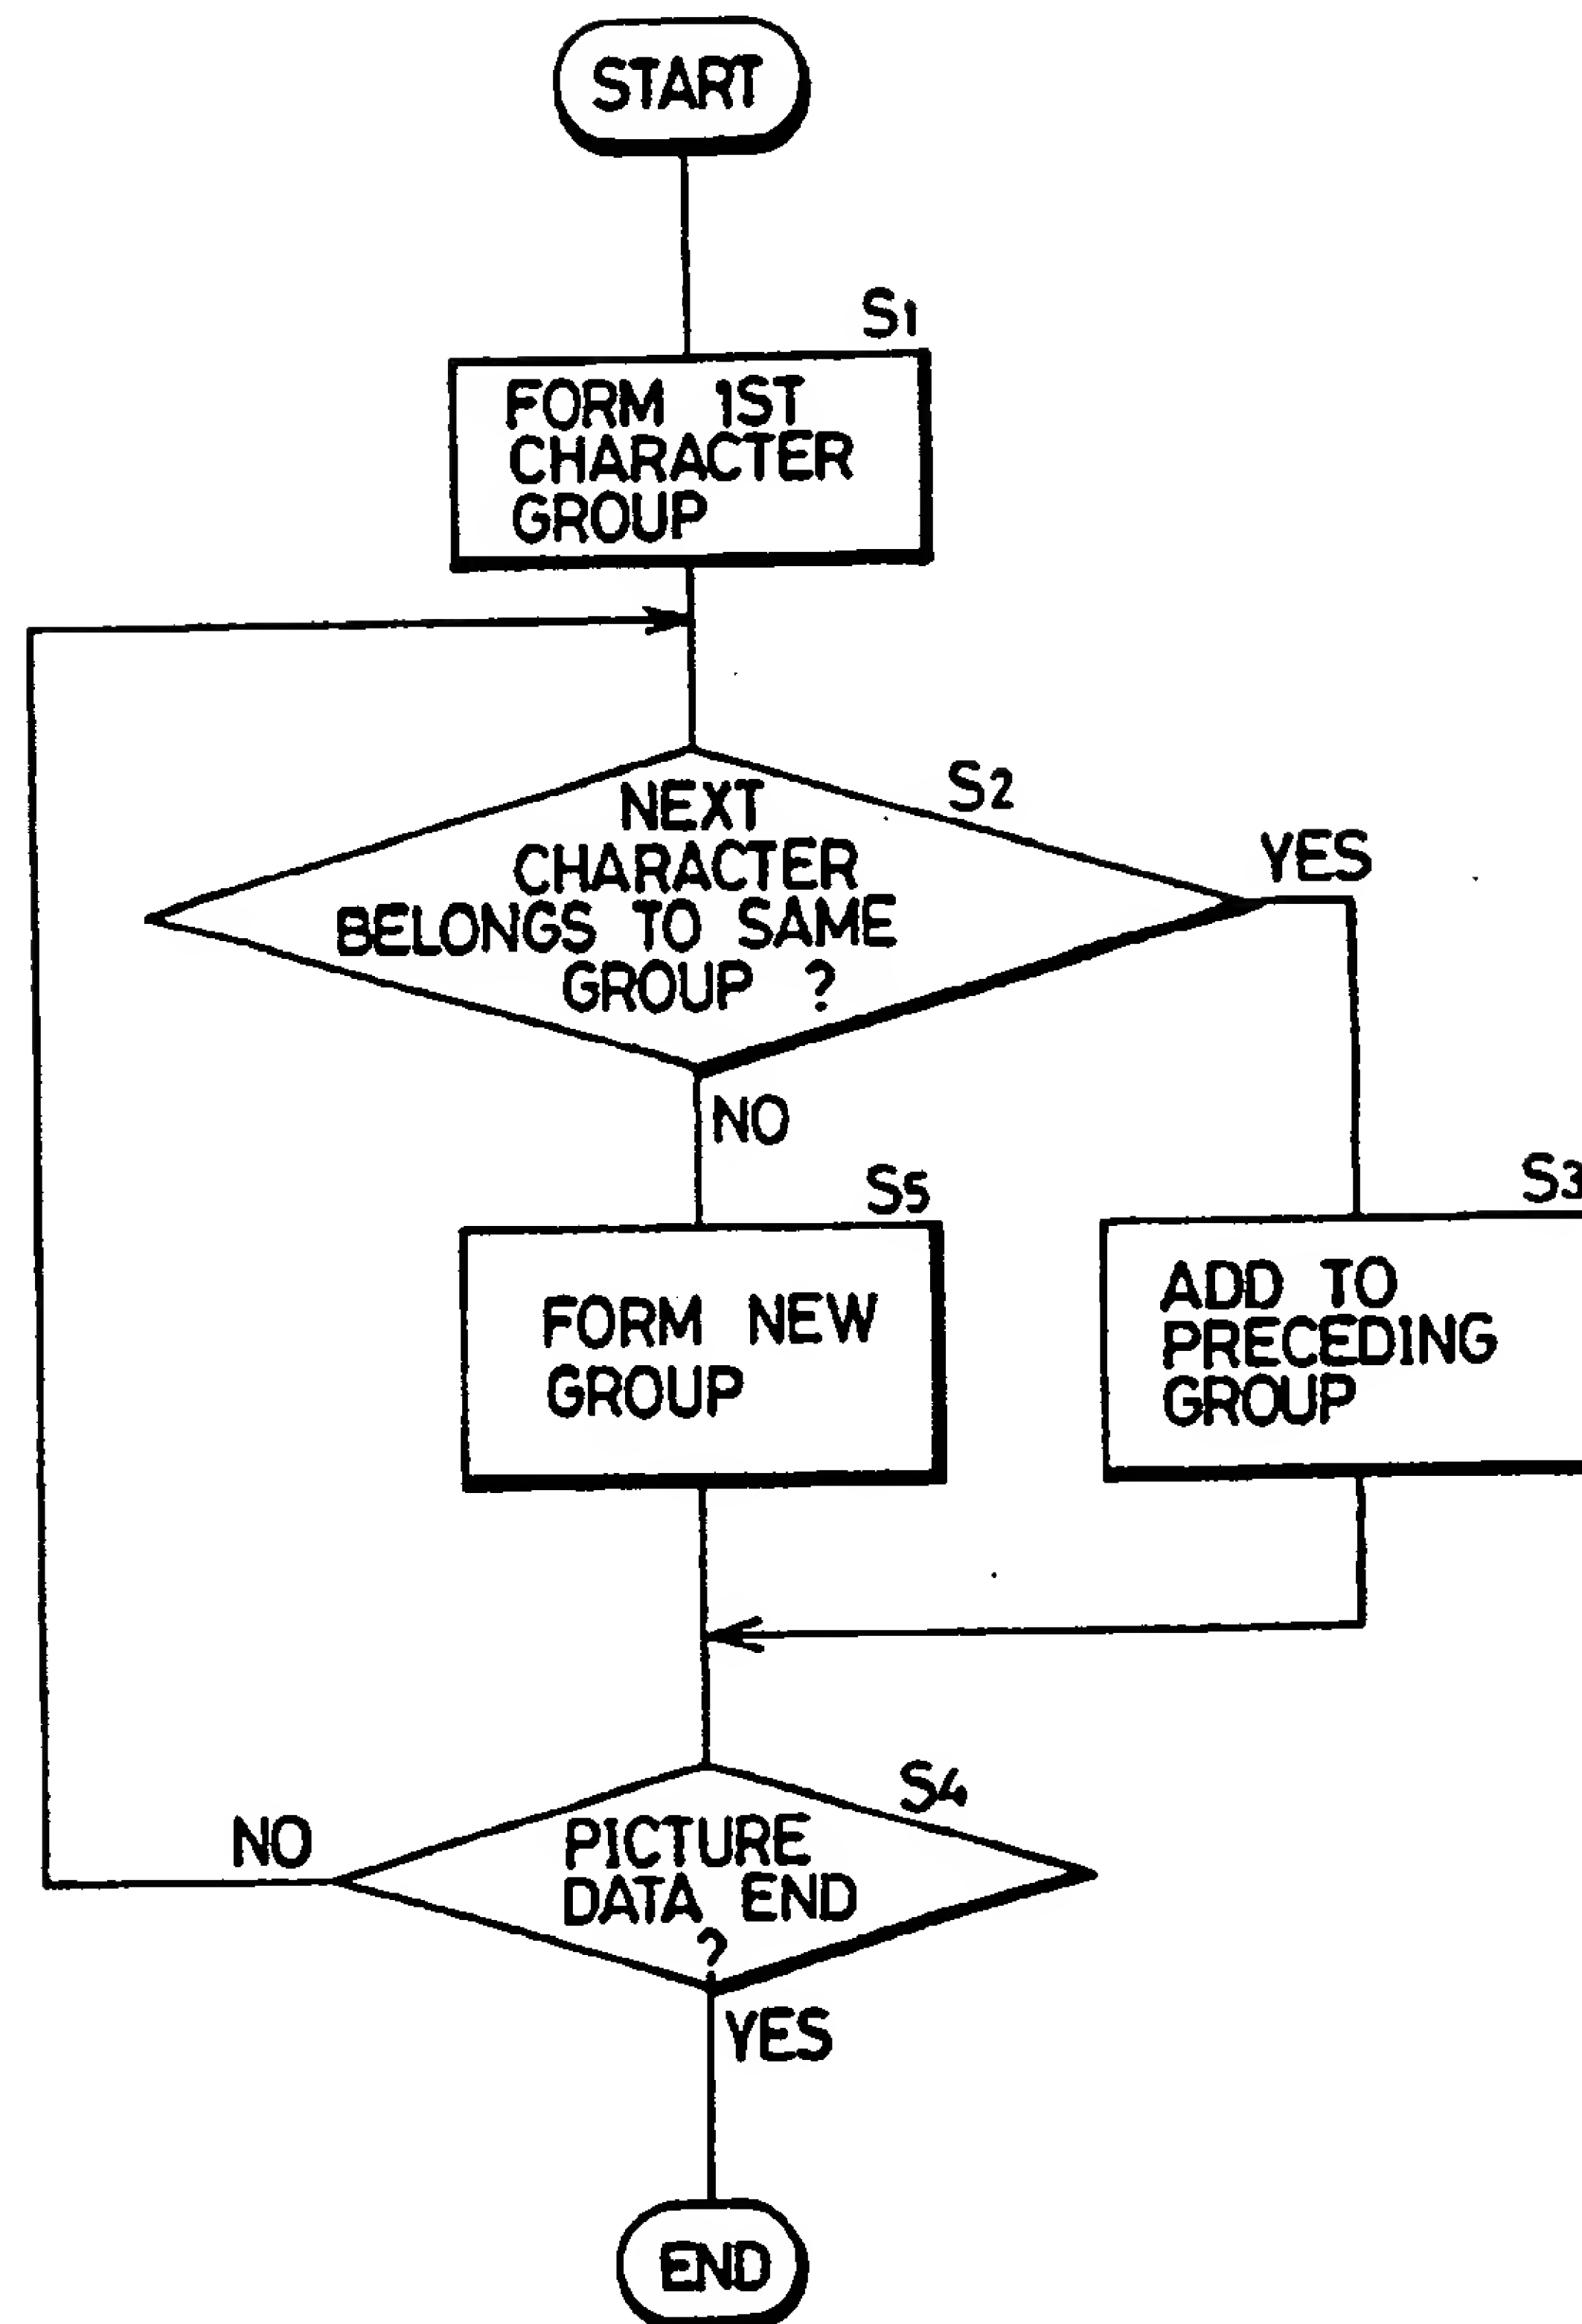 START
S1
FORM 1ST
CHARACTER
GROUP
S2
NEXT
CHARACTER
BELONGS TO SAME
GROUP ?
YES
NO
S5
FORM NEW
GROUP
S3
ADD TO
PRECEDING
GROUP
S4
PICTURE
DATA END
?
NO
YES
END